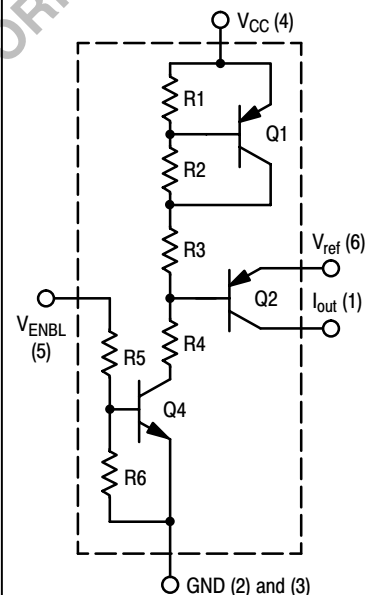 V_CC (4)
R1
Q1
R2
R3
V_ref (6)
Q2
I_out (1)
V_ENBL
(5)
R4
R5
Q4
R6
GND (2) and (3)